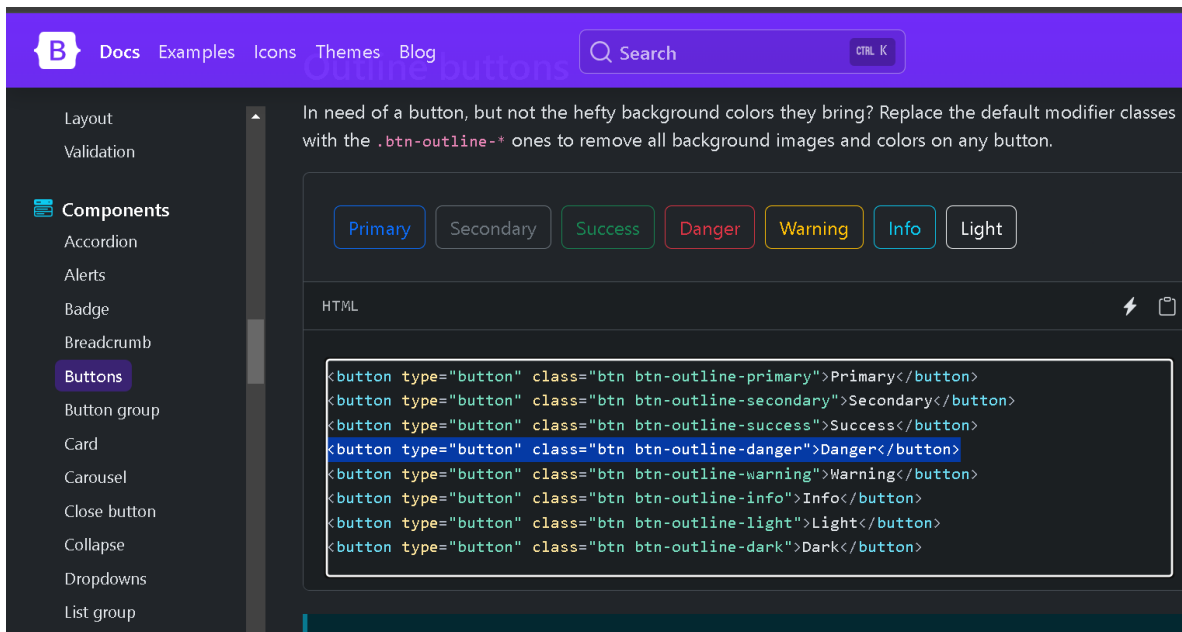 B Docs Examples Icons Themes Blog Search CTRL K
Outline buttons
Layout
Validation
Components
Accordion
Alerts
Badge
Breadcrumb
Buttons
Button group
Card
Carousel
Close button
Collapse
Dropdowns
List group
In need of a button, but not the hefty background colors they bring? Replace the default modifier classes
with the .btn-outline-* ones to remove all background images and colors on any button.
Primary Secondary Success Danger Warning Info Light
HTML
<button type="button" class="btn btn-outline-primary">Primary</button>
<button type="button" class="btn btn-outline-secondary">Secondary</button>
<button type="button" class="btn btn-outline-success">Success</button>
<button type="button" class="btn btn-outline-danger">Danger</button>
<button type="button" class="btn btn-outline-warning">Warning</button>
<button type="button" class="btn btn-outline-info">Info</button>
<button type="button" class="btn btn-outline-light">Light</button>
<button type="button" class="btn btn-outline-dark">Dark</button>